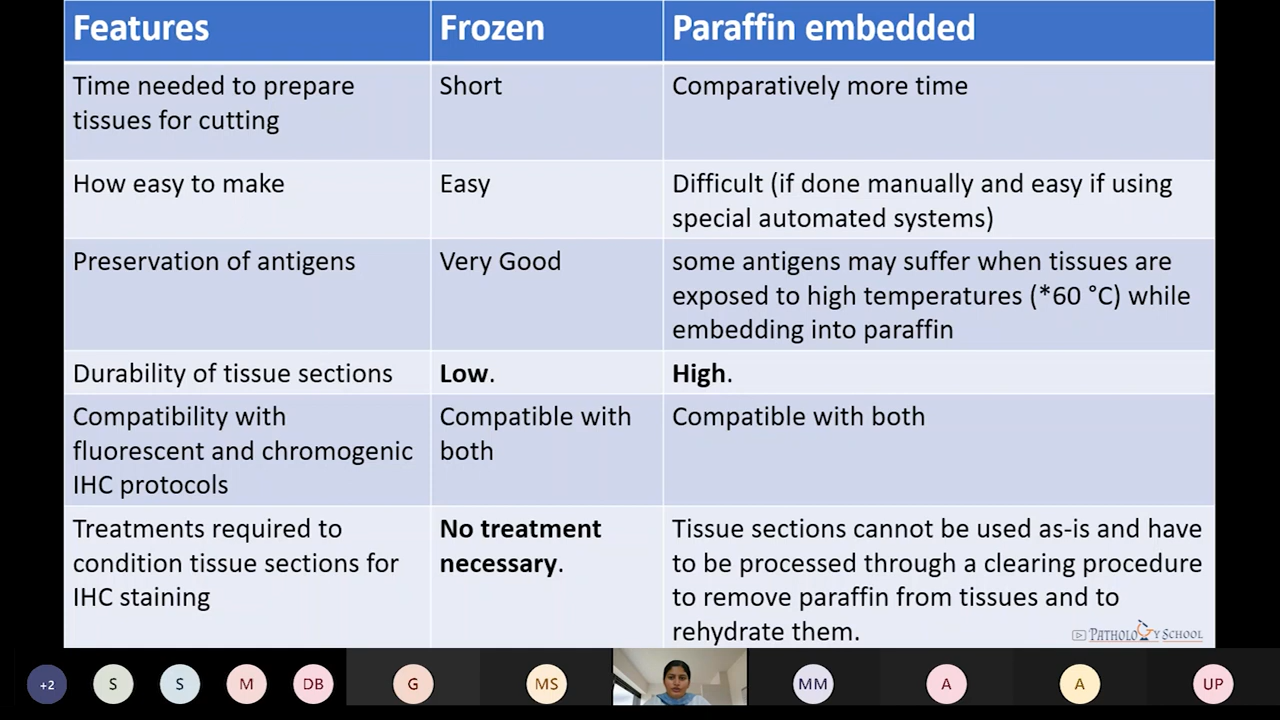 Features
Frozen
Paraffin embedded
Time needed to prepare
tissues for cutting
Short
Comparatively more time
How easy to make
Easy
Difficult (if done manually and easy if using
special automated systems)
Preservation of antigens
Very Good
some antigens may suffer when tissues are
exposed to high temperatures (*60 °C) while
embedding into paraffin
Durability of tissue sections
Low.
High.
Compatibility with
fluorescent and chromogenic
IHC protocols
Compatible with
both
Compatible with both
Treatments required to
condition tissue sections for
IHC staining
No treatment
necessary.
Tissue sections cannot be used as-is and have
to be processed through a clearing procedure
to remove paraffin from tissues and to
rehydrate them.
PATHOLOGY SCHOOL
+2
S
S
M
DB
G
MS
MM
A
A
UP